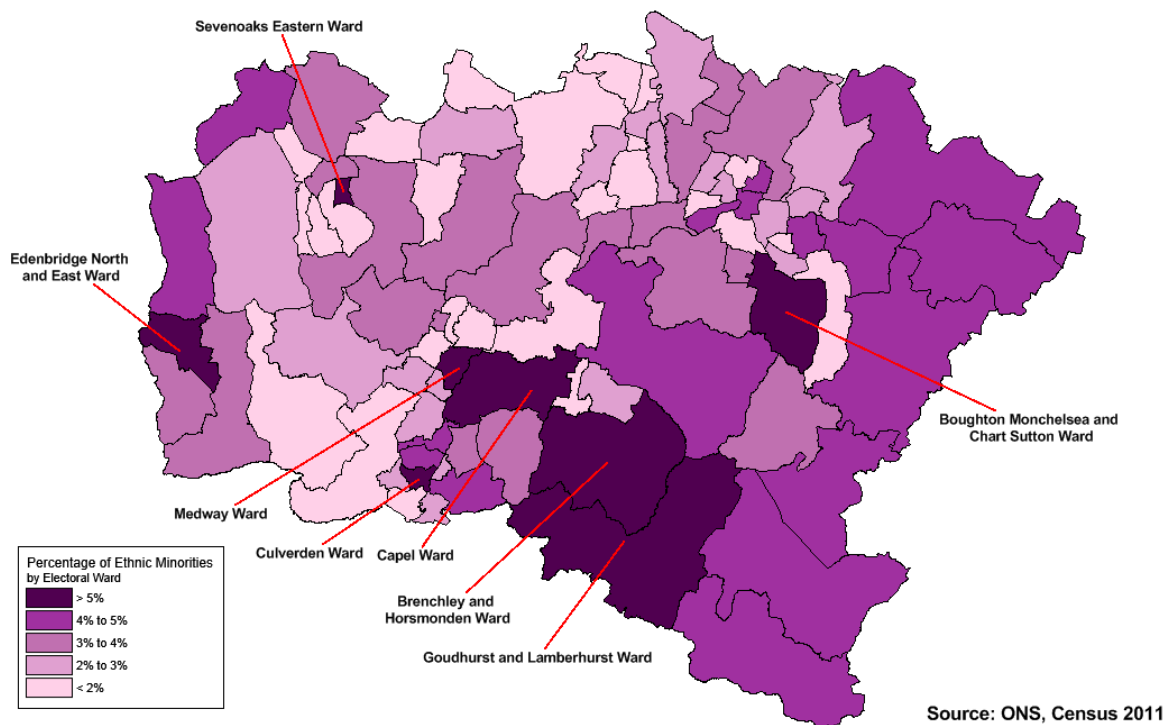 Sevenoaks Eastern Ward
Edenbridge North
and East Ward
Boughton Monchelsea and
Chart Sutton Ward
Medway Ward
Culverden Ward
Capel Ward
Brenchley and
Horsmonden Ward
Goudhurst and Lamberhurst Ward
Percentage of Ethnic Minorities
by Electoral Ward
> 5%
4% to 5%
3% to 4%
2% to 3%
< 2%
Source: ONS, Census 2011